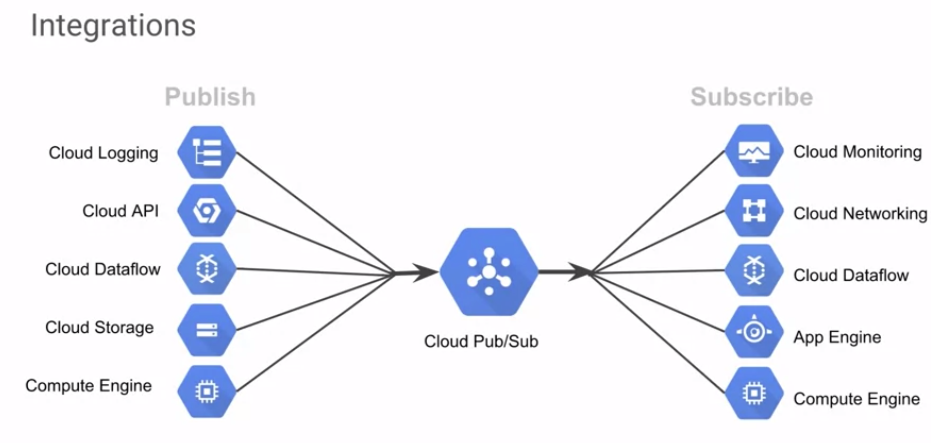 Integrations
Publish
Subscribe
Cloud Logging
Cloud API
Cloud Dataflow
Cloud Storage
Compute Engine
Cloud Pub/Sub
Cloud Monitoring
Cloud Networking
Cloud Dataflow
App Engine
Compute Engine